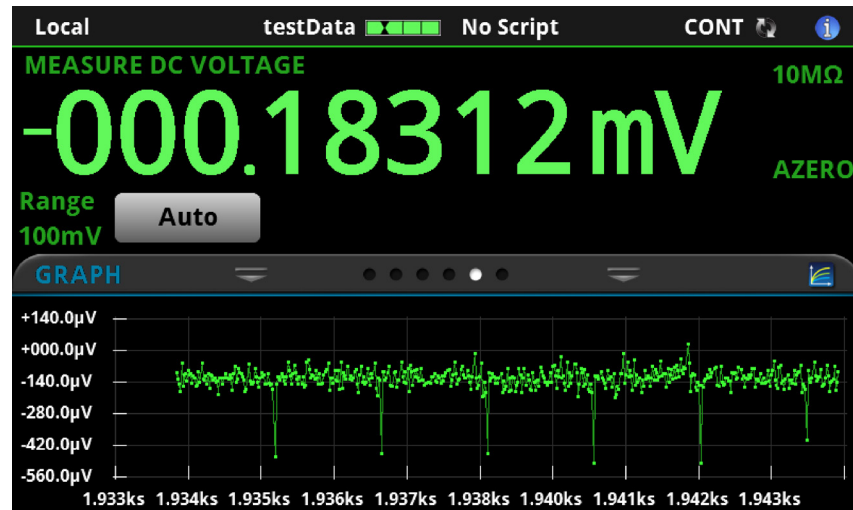 Local testData No Script CONT
MEASURE DC VOLTAGE
10MΩ
-000.18312 mV
AZERO
Range
100mV
Auto
GRAPH
+140.0µV
+000.0µV
-140.0µV
-280.0µV
-420.0µV
-560.0µV
1.933ks 1.934ks 1.935ks 1.936ks 1.937ks 1.938ks 1.940ks 1.941ks 1.942ks 1.943ks